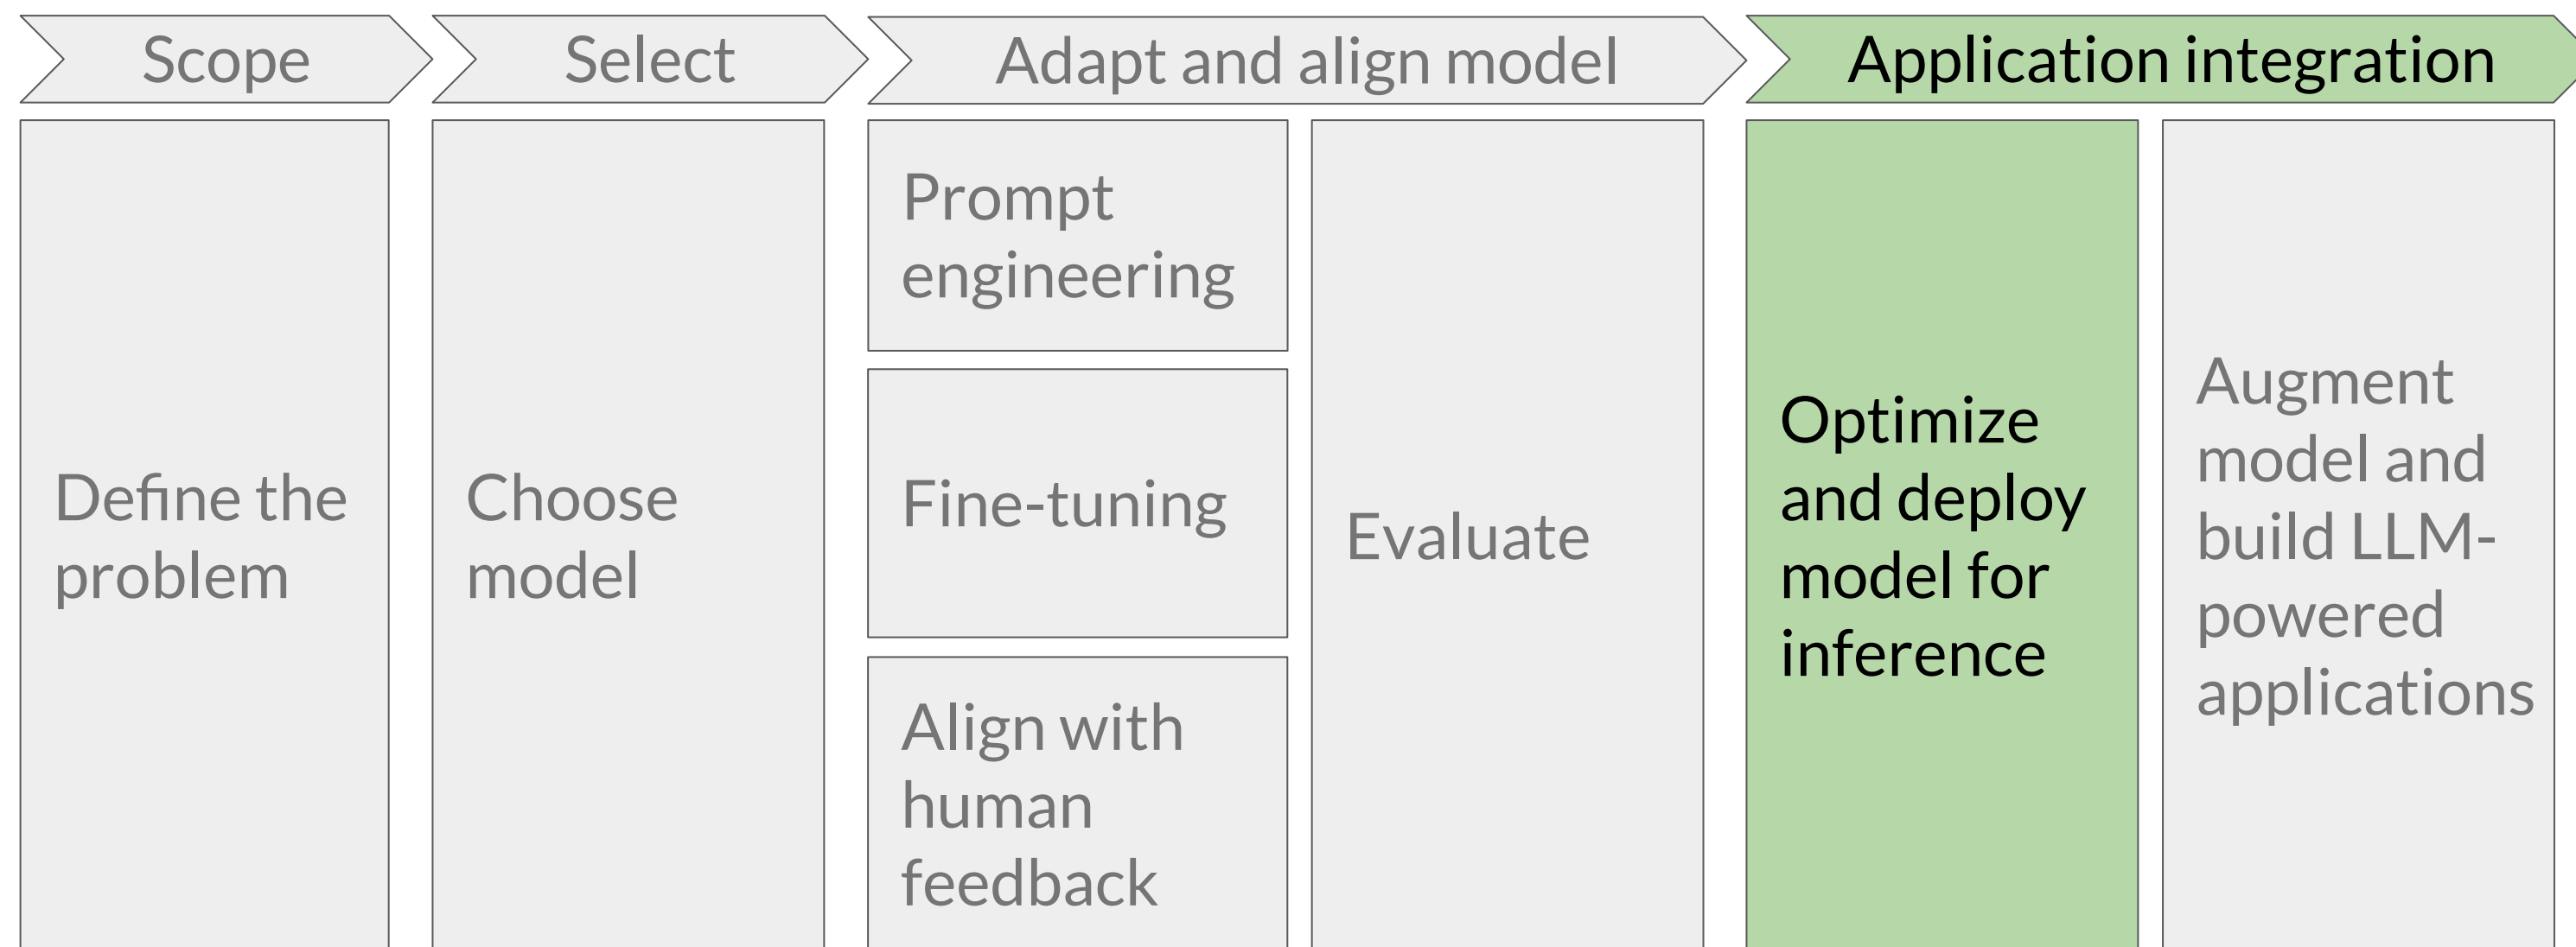 Scope
Select
Adapt and align model
Application integration
Define the
problem
Choose
model
Prompt
engineering
Fine-tuning
Align with
human
feedback
Evaluate
Optimize
and deploy
model for
inference
Augment
model and
build LLM-
powered
applications